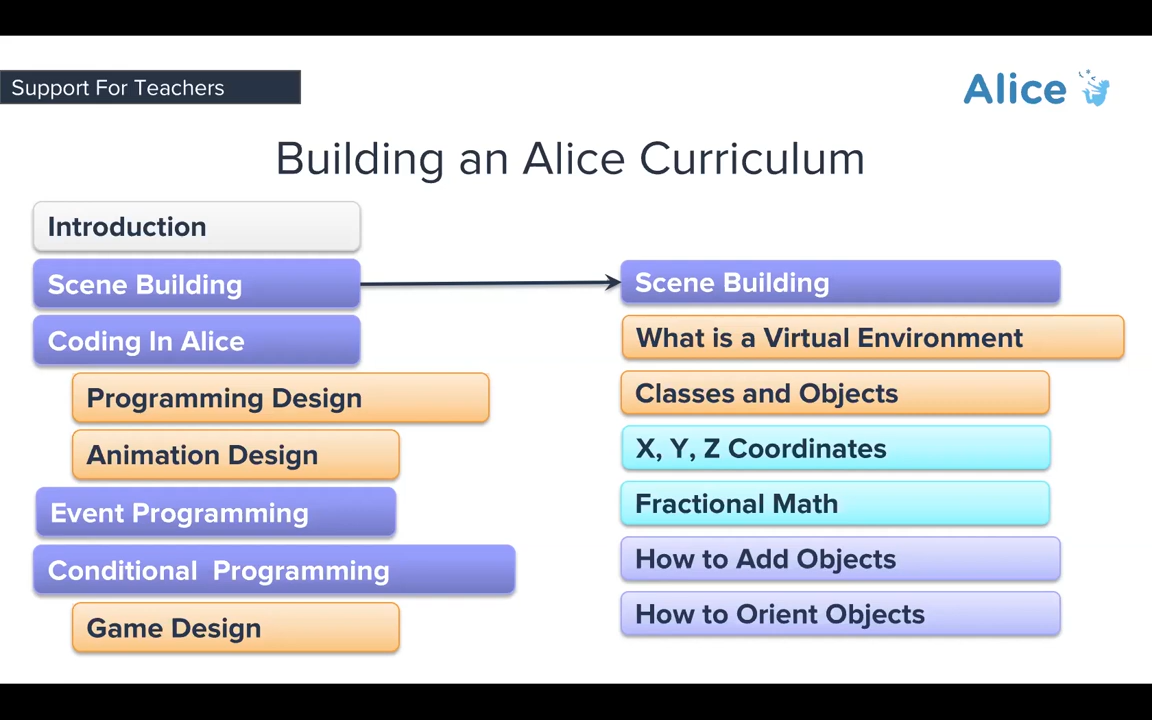 Support For Teachers
Alice
Building an Alice Curriculum
Introduction
Scene Building
Coding In Alice
Programming Design
Animation Design
Event Programming
Conditional Programming
Game Design
Scene Building
What is a Virtual Environment
Classes and Objects
X, Y, Z Coordinates
Fractional Math
How to Add Objects
How to Orient Objects